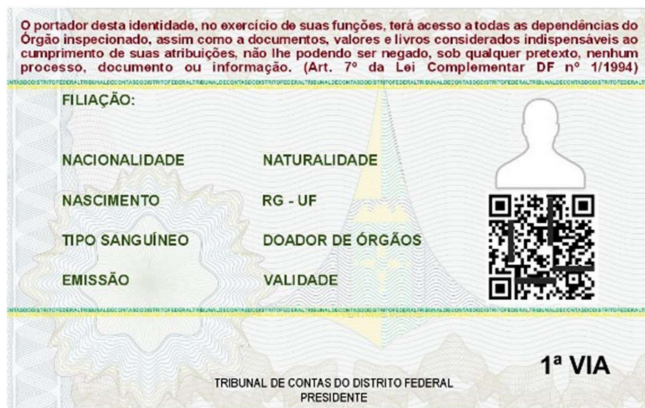 O portador desta identidade, no exercício de suas funções, terá acesso a todas as dependências do
Órgão inspecionado, assim como a documentos, valores e livros considerados indispensáveis ao
cumprimento de suas atribuições, não lhe podendo ser negado, sob qualquer pretexto, nenhum
processo, documento ou informação. (Art. 7º da Lei Complementar DF nº 1/1994)
FILIAÇÃO:
NACIONALIDADE NATURALIDADE
NASCIMENTO RG - UF
TIPO SANGUÍNEO DOADOR DE ÓRGÃOS
EMISSÃO VALIDADE
1ª VIA
TRIBUNAL DE CONTAS DO DISTRITO FEDERAL
PRESIDENTE